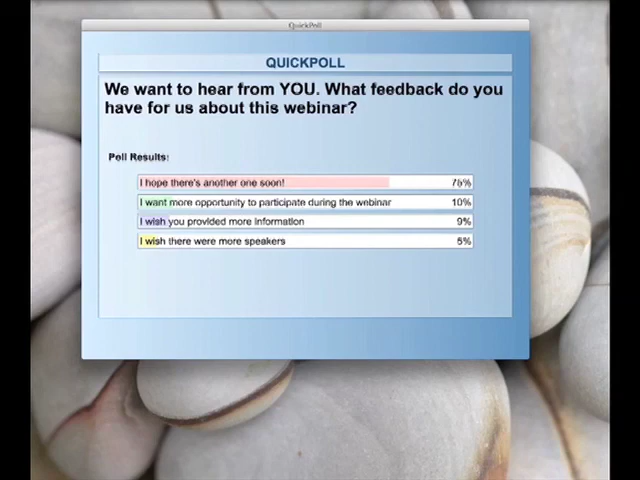 QuickPoll
QUICKPOLL
We want to hear from YOU. What feedback do you
have for us about this webinar?
Poll Results:
I hope there's another one soon! 75%
I want more opportunity to participate during the webinar 10%
I wish you provided more information 9%
I wish there were more speakers